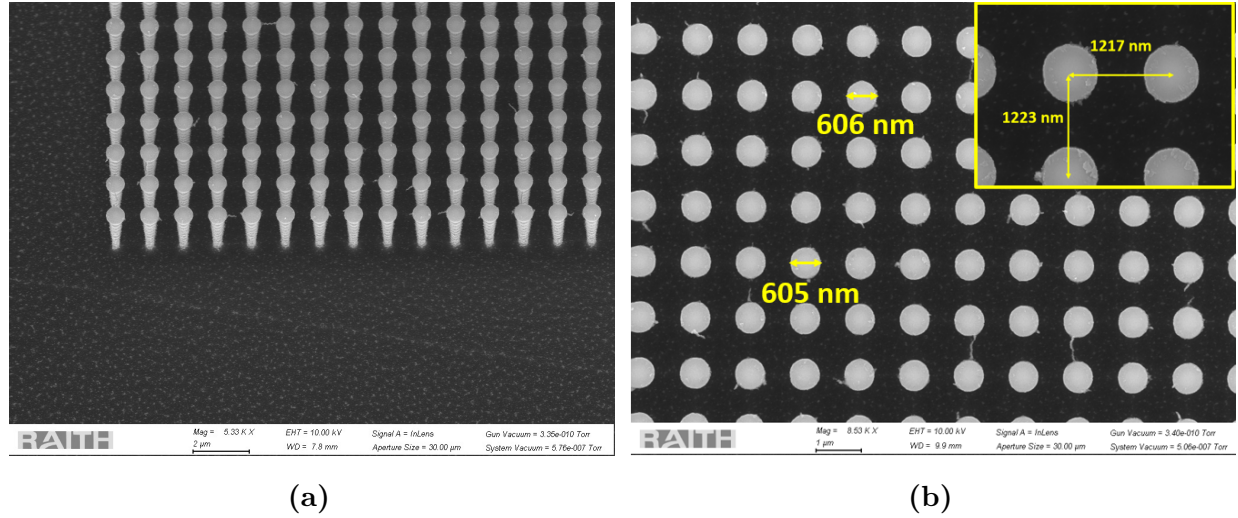 606 nm
605 nm
1217 nm
1223 nm
RAITH
Mag = 5.33 K X
2 µm
EHT = 10.00 kV
WD = 7.8 mm
Signal A = InLens
Aperture Size = 30.00 µm
Gun Vacuum = 3.35e-010 Torr
System Vacuum = 5.76e-007 Torr
RAITH
Mag = 8.53 K X
1 µm
EHT = 10.00 kV
WD = 9.9 mm
Signal A = InLens
Aperture Size = 30.00 µm
Gun Vacuum = 3.40e-010 Torr
System Vacuum = 5.06e-007 Torr
(a)
(b)